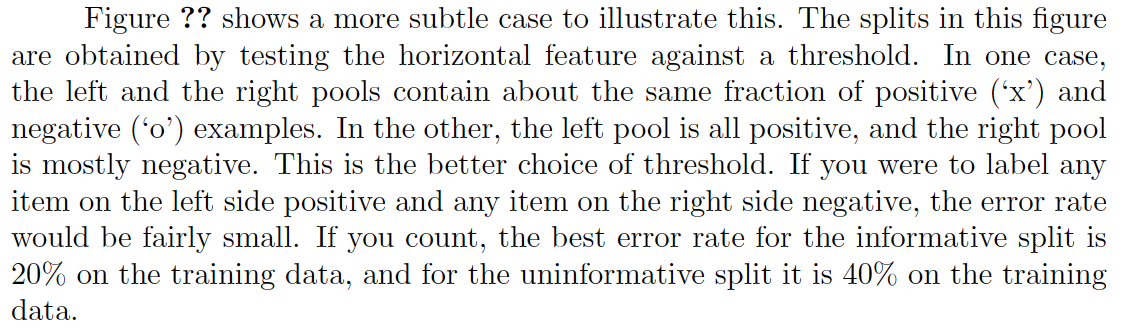 Figure ?? shows a more subtle case to illustrate this. The splits in this figure
are obtained by testing the horizontal feature against a threshold. In one case,
the left and the right pools contain about the same fraction of positive (‘x’) and
negative (‘o’) examples. In the other, the left pool is all positive, and the right pool
is mostly negative. This is the better choice of threshold. If you were to label any
item on the left side positive and any item on the right side negative, the error rate
would be fairly small. If you count, the best error rate for the informative split is
20% on the training data, and for the uninformative split it is 40% on the training
data.